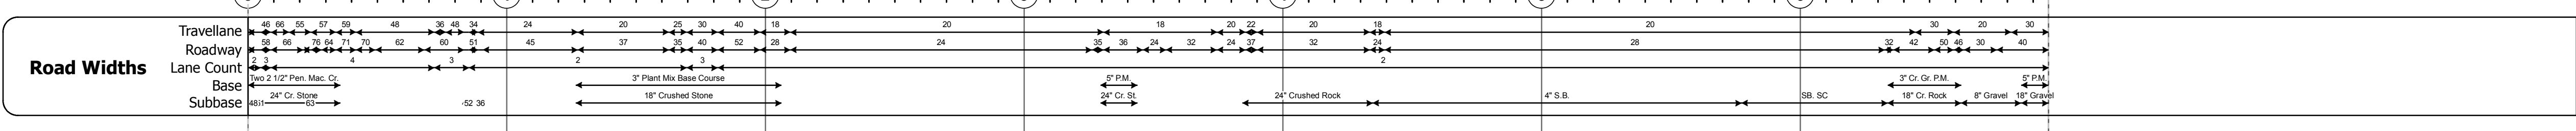 Road Widths
Travellane 46 66 55 57 59 48 36 48 34 24 20 25 30 40 18 20 18 20 22 20 18 20 30 20 30
Roadway 58 66 76 64 71 70 62 60 51 45 37 35 40 52 28 24 35 36 24 32 24 37 32 24 28 32 42 50 46 30 40
Lane Count 2 3 4 3 2 3 2
Base Two 2 1/2" Pen. Mac. Cr. 3" Plant Mix Base Course 5" P.M. 3" Cr. Gr. P.M. 5" P.M.
Subbase 24" Cr. Stone 63 52 36 18" Crushed Stone 24" Cr. St. 24" Crushed Rock 4" S.B. SB. SC 18" Cr. Rock 8" Gravel 18" Gravel